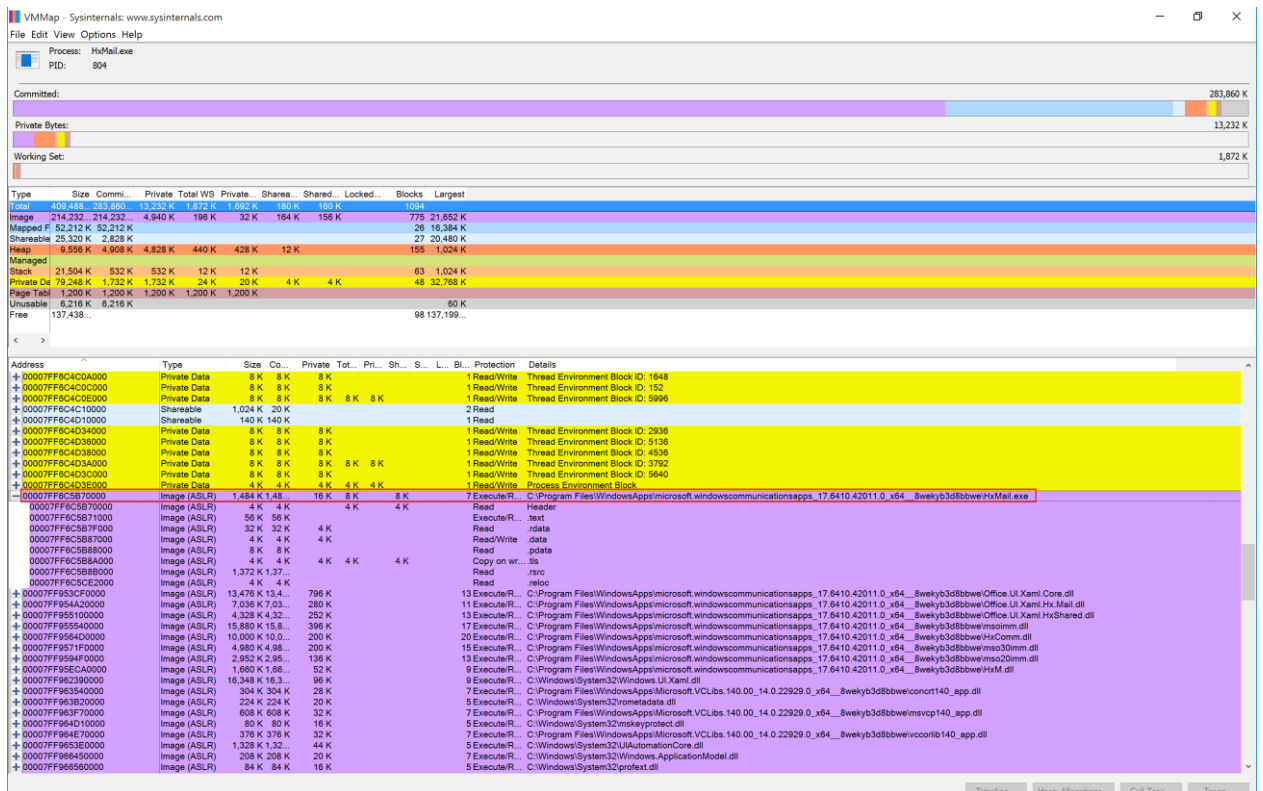 VMMap - Sysinternals: www.sysinternals.com
File Edit View Options Help
Process: HxMail.exe
PID: 804
Committed: 283,860 K
Private Bytes: 13,232 K
Working Set: 1,872 K
Type Size Commi... Private Total WS Private... Sharea... Shared... Locked... Blocks Largest
Total 409,488... 283,860... 13,232 K 1,872 K 1,692 K 180 K 160 K 1094
Image 214,232... 214,232... 4,940 K 196 K 32 K 164 K 156 K 775 21,652 K
Mapped F 52,212 K 52,212 K 26 16,384 K
Shareable 25,320 K 2,828 K 27 20,480 K
Heap 9,556 K 4,908 K 4,828 K 440 K 428 K 12 K 155 1,024 K
Managed
Stack 21,504 K 532 K 532 K 12 K 12 K 63 1,024 K
Private Da 79,248 K 1,732 K 1,732 K 24 K 20 K 4 K 4 K 48 32,768 K
Page Tabl 1,200 K 1,200 K 1,200 K 1,200 K 1,200 K
Unusable 6,216 K 6,216 K 60 K
Free 137,438... 98 137,199...
Address Type Size Co... Private Tot... Pri... Sh... S... L... Bl... Protection Details
00007FF6C4C0A000 Private Data 8 K 8 K 8 K 1 Read/Write Thread Environment Block ID: 1648
00007FF6C4C0C000 Private Data 8 K 8 K 8 K 1 Read/Write Thread Environment Block ID: 152
00007FF6C4C0E000 Private Data 8 K 8 K 8 K 8 K 8 K 1 Read/Write Thread Environment Block ID: 5996
00007FF6C4C10000 Shareable 1,024 K 20 K 2 Read
00007FF6C4D10000 Shareable 140 K 140 K 1 Read
00007FF6C4D34000 Private Data 8 K 8 K 8 K 1 Read/Write Thread Environment Block ID: 2936
00007FF6C4D36000 Private Data 8 K 8 K 8 K 1 Read/Write Thread Environment Block ID: 5136
00007FF6C4D38000 Private Data 8 K 8 K 8 K 1 Read/Write Thread Environment Block ID: 4536
00007FF6C4D3A000 Private Data 8 K 8 K 8 K 8 K 8 K 1 Read/Write Thread Environment Block ID: 3792
00007FF6C4D3C000 Private Data 8 K 8 K 8 K 1 Read/Write Thread Environment Block ID: 5640
00007FF6C4D3E000 Private Data 4 K 4 K 4 K 4 K 4 K 1 Read/Write Process Environment Block
00007FF6C5B70000 Image (ASLR) 1,484 K 1,48... 16 K 8 K 8 K 7 Execute/R... C:\Program Files\WindowsApps\microsoft.windowscommunicationsapps_17.6410.42011.0_x64__8wekyb3d8bbwe\HxMail.exe
00007FF6C5B70000 Image (ASLR) 4 K 4 K 4 K 4 K Read Header
00007FF6C5B71000 Image (ASLR) 56 K 56 K Execute/R... .text
00007FF6C5B7F000 Image (ASLR) 32 K 32 K 4 K Read .rdata
00007FF6C5B87000 Image (ASLR) 4 K 4 K 4 K Read/Write .data
00007FF6C5B88000 Image (ASLR) 8 K 8 K Read .pdata
00007FF6C5B8A000 Image (ASLR) 4 K 4 K 4 K 4 K 4 K Copy on wr... .tls
00007FF6C5B8B000 Image (ASLR) 1,372 K 1,37... Read .rsrc
00007FF6C5CE2000 Image (ASLR) 4 K 4 K Read .reloc
00007FF953CF0000 Image (ASLR) 13,476 K 13,4... 796 K 13 Execute/R... C:\Program Files\WindowsApps\microsoft.windowscommunicationsapps_17.6410.42011.0_x64__8wekyb3d8bbwe\Office.UI.Xaml.Core.dll
00007FF954A20000 Image (ASLR) 7,036 K 7,03... 280 K 11 Execute/R... C:\Program Files\WindowsApps\microsoft.windowscommunicationsapps_17.6410.42011.0_x64__8wekyb3d8bbwe\Office.UI.Xaml.Hx.Mail.dll
00007FF955100000 Image (ASLR) 4,328 K 4,32... 252 K 13 Execute/R... C:\Program Files\WindowsApps\microsoft.windowscommunicationsapps_17.6410.42011.0_x64__8wekyb3d8bbwe\Office.UI.Xaml.HxShared.dll
00007FF955540000 Image (ASLR) 15,880 K 15,8... 396 K 17 Execute/R... C:\Program Files\WindowsApps\microsoft.windowscommunicationsapps_17.6410.42011.0_x64__8wekyb3d8bbwe\msoimm.dll
00007FF9564D0000 Image (ASLR) 10,000 K 10,0... 200 K 20 Execute/R... C:\Program Files\WindowsApps\microsoft.windowscommunicationsapps_17.6410.42011.0_x64__8wekyb3d8bbwe\HxComm.dll
00007FF9571F0000 Image (ASLR) 4,980 K 4,98... 200 K 15 Execute/R... C:\Program Files\WindowsApps\microsoft.windowscommunicationsapps_17.6410.42011.0_x64__8wekyb3d8bbwe\mso30imm.dll
00007FF9594F0000 Image (ASLR) 2,952 K 2,95... 136 K 13 Execute/R... C:\Program Files\WindowsApps\microsoft.windowscommunicationsapps_17.6410.42011.0_x64__8wekyb3d8bbwe\mso20imm.dll
00007FF95ECA0000 Image (ASLR) 1,660 K 1,66... 52 K 9 Execute/R... C:\Program Files\WindowsApps\microsoft.windowscommunicationsapps_17.6410.42011.0_x64__8wekyb3d8bbwe\HxM.dll
00007FF962390000 Image (ASLR) 16,348 K 16,3... 96 K 9 Execute/R... C:\Windows\System32\Windows.UI.Xaml.dll
00007FF963540000 Image (ASLR) 304 K 304 K 28 K 7 Execute/R... C:\Program Files\WindowsApps\Microsoft.VCLibs.140.00_14.0.22929.0_x64__8wekyb3d8bbwe\concrt140_app.dll
00007FF963B20000 Image (ASLR) 224 K 224 K 20 K 5 Execute/R... C:\Windows\System32\rometadata.dll
00007FF963F70000 Image (ASLR) 608 K 608 K 32 K 7 Execute/R... C:\Program Files\WindowsApps\Microsoft.VCLibs.140.00_14.0.22929.0_x64__8wekyb3d8bbwe\msvcp140_app.dll
00007FF964D10000 Image (ASLR) 80 K 80 K 16 K 5 Execute/R... C:\Windows\System32\mskeyprotect.dll
00007FF964E70000 Image (ASLR) 376 K 376 K 32 K 7 Execute/R... C:\Program Files\WindowsApps\Microsoft.VCLibs.140.00_14.0.22929.0_x64__8wekyb3d8bbwe\vccorlib140_app.dll
00007FF9653E0000 Image (ASLR) 1,328 K 1,32... 44 K 5 Execute/R... C:\Windows\System32\UIAutomationCore.dll
00007FF966450000 Image (ASLR) 208 K 208 K 20 K 7 Execute/R... C:\Windows\System32\Windows.ApplicationModel.dll
00007FF966560000 Image (ASLR) 84 K 84 K 16 K 5 Execute/R... C:\Windows\System32\profext.dll